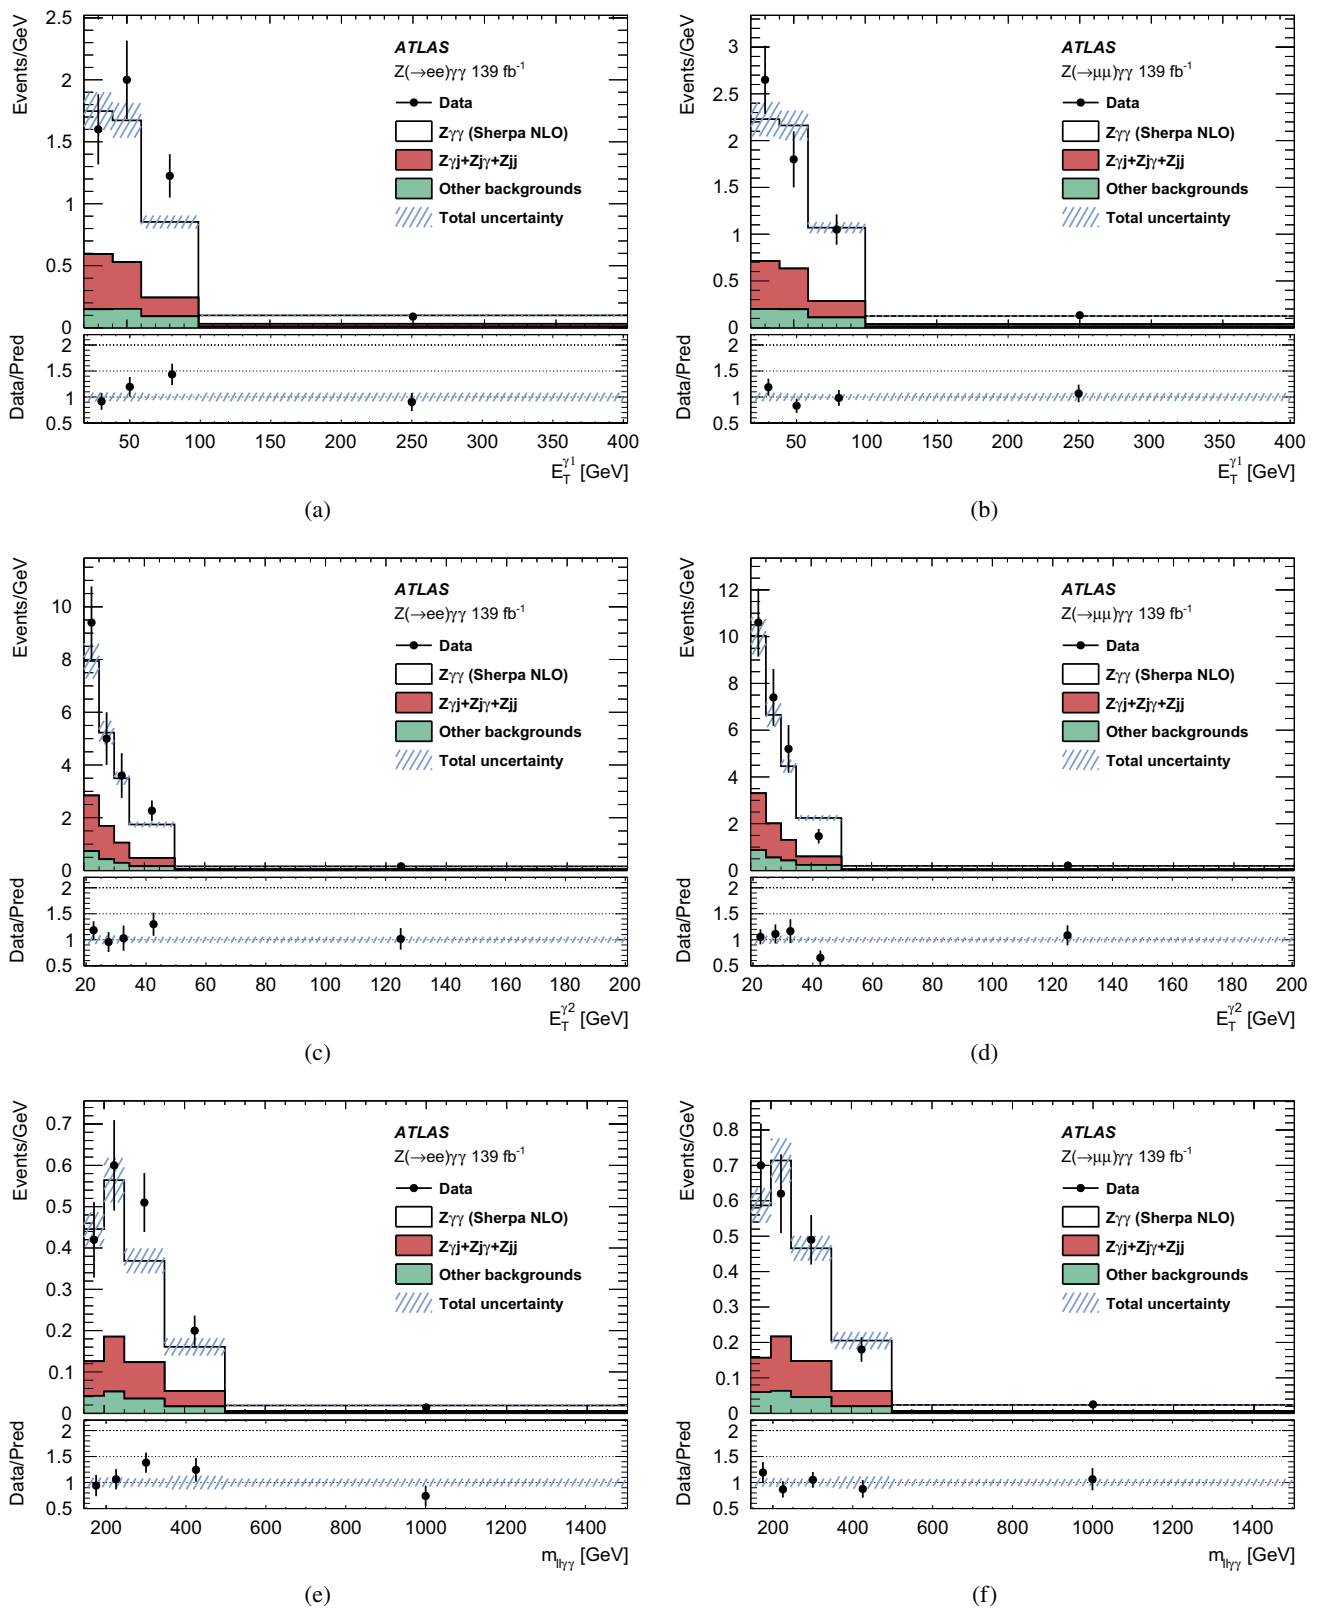 Events/GeV
2.5
2
1.5
1
0.5
0
ATLAS
Z(→ee)γγ 139 fb-1
Data
Zγγ (Sherpa NLO)
Zγj+Zjγ+Zjj
Other backgrounds
Total uncertainty
Data/Pred
2
1.5
1
0.5
50 100 150 200 250 300 350 400
E_T^γ1 [GeV]
(a)
Events/GeV
3
2.5
2
1.5
1
0.5
0
ATLAS
Z(→μμ)γγ 139 fb-1
Data
Zγγ (Sherpa NLO)
Zγj+Zjγ+Zjj
Other backgrounds
Total uncertainty
Data/Pred
2
1.5
1
0.5
50 100 150 200 250 300 350 400
E_T^γ1 [GeV]
(b)
Events/GeV
10
8
6
4
2
0
ATLAS
Z(→ee)γγ 139 fb-1
Data
Zγγ (Sherpa NLO)
Zγj+Zjγ+Zjj
Other backgrounds
Total uncertainty
Data/Pred
2
1.5
1
0.5
20 40 60 80 100 120 140 160 180 200
E_T^γ2 [GeV]
(c)
Events/GeV
12
10
8
6
4
2
0
ATLAS
Z(→μμ)γγ 139 fb-1
Data
Zγγ (Sherpa NLO)
Zγj+Zjγ+Zjj
Other backgrounds
Total uncertainty
Data/Pred
2
1.5
1
0.5
20 40 60 80 100 120 140 160 180 200
E_T^γ2 [GeV]
(d)
Events/GeV
0.7
0.6
0.5
0.4
0.3
0.2
0.1
0
ATLAS
Z(→ee)γγ 139 fb-1
Data
Zγγ (Sherpa NLO)
Zγj+Zjγ+Zjj
Other backgrounds
Total uncertainty
Data/Pred
2
1.5
1
0.5
200 400 600 800 1000 1200 1400
m_llγγ [GeV]
(e)
Events/GeV
0.8
0.7
0.6
0.5
0.4
0.3
0.2
0.1
0
ATLAS
Z(→μμ)γγ 139 fb-1
Data
Zγγ (Sherpa NLO)
Zγj+Zjγ+Zjj
Other backgrounds
Total uncertainty
Data/Pred
2
1.5
1
0.5
200 400 600 800 1000 1200 1400
m_llγγ [GeV]
(f)